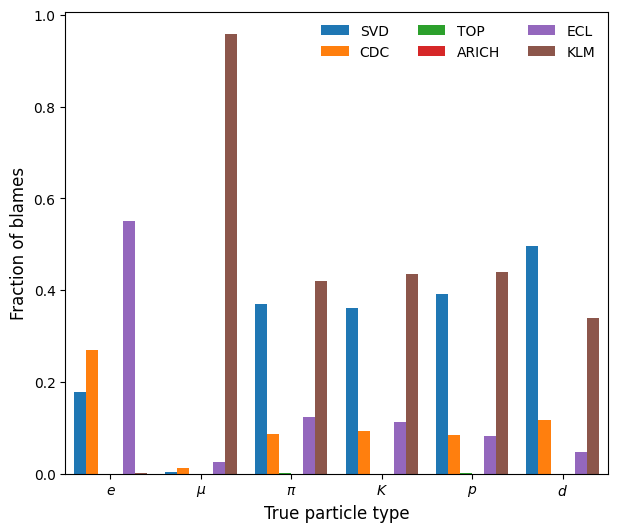 1.0
0.8
0.6
0.4
0.2
0.0
Fraction of blames
SVD TOP ECL
CDC ARICH KLM
e μ π K p d
True particle type